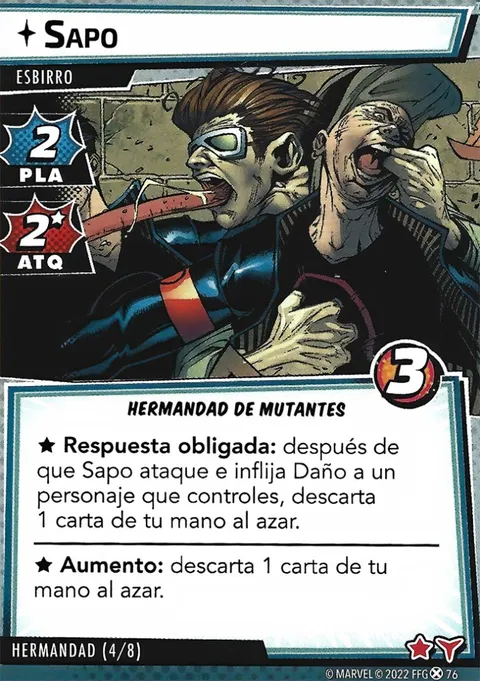 SAPO
ESBIRRO
2
PLA
2★
ATQ
3
HERMANDAD DE MUTANTES
★ Respuesta obligada: después de
que Sapo ataque e inflija Daño a un
personaje que controles, descarta
1 carta de tu mano al azar.
★ Aumento: descarta 1 carta de tu
mano al azar.
HERMANDAD (4/8)
© MARVEL © 2022 FFG 76